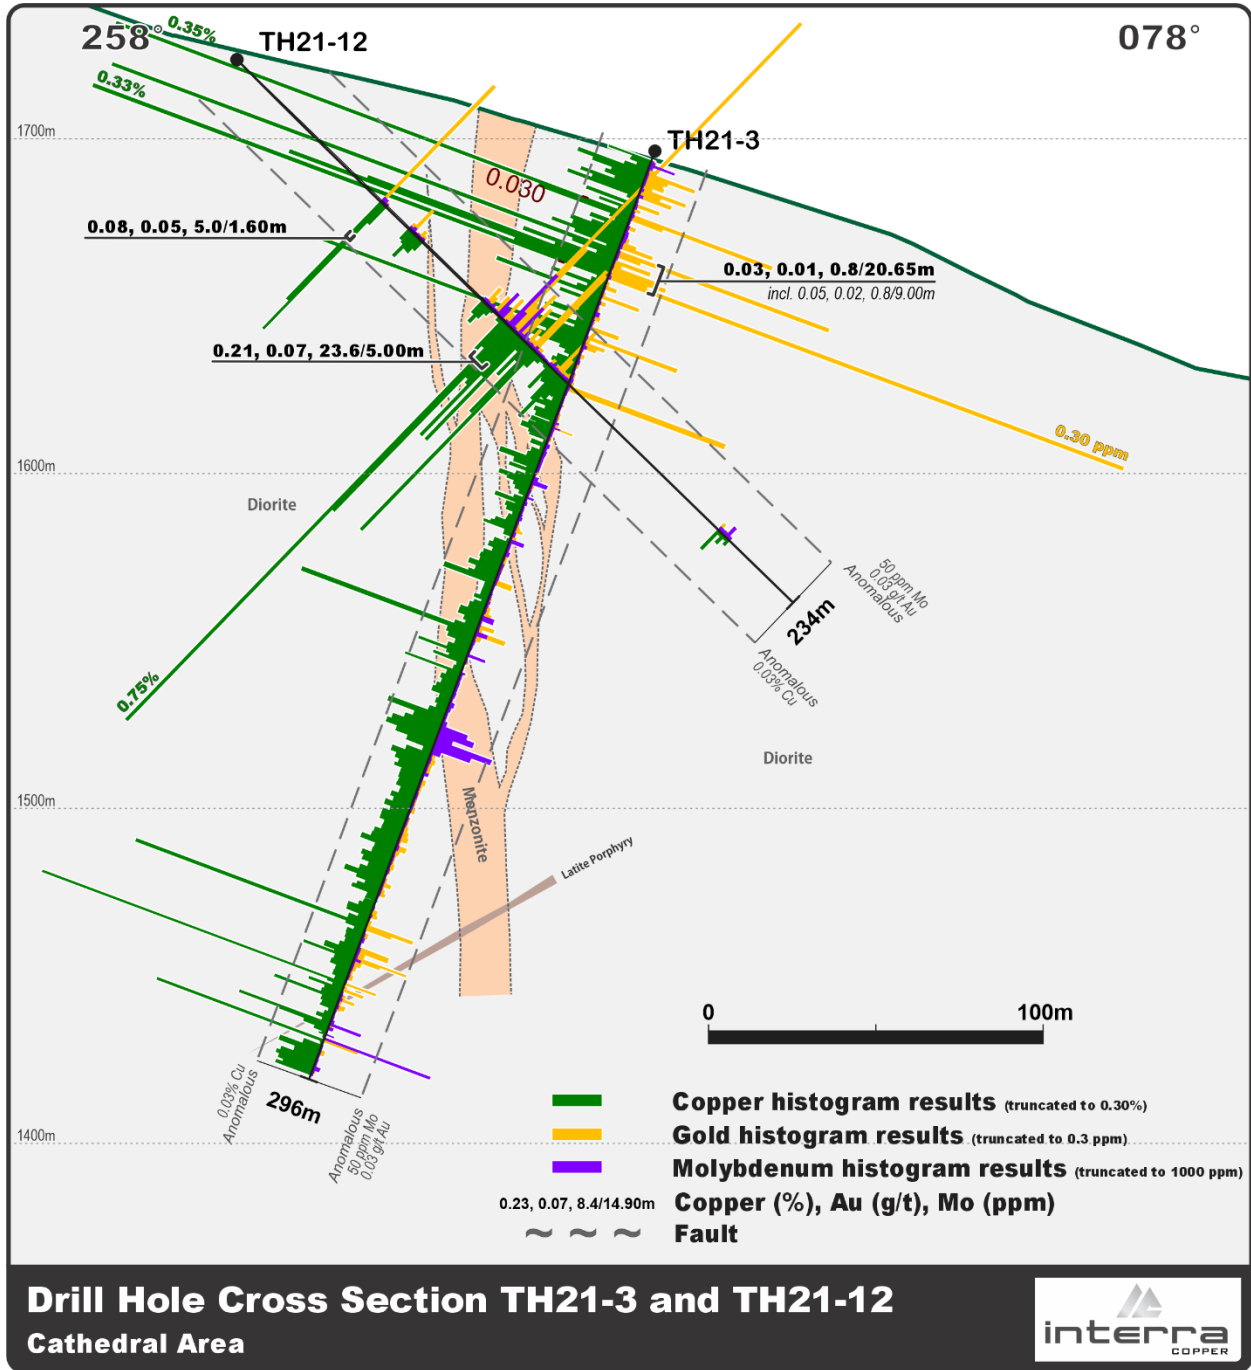 258°
0.35%
TH21-12
078°
0.33%
1700m
TH21-3
0.030
0.08, 0.05, 5.0/1.60m
0.03, 0.01, 0.8/20.65m
incl. 0.05, 0.02, 0.8/9.00m
0.21, 0.07, 23.6/5.00m
0.30 ppm
1600m
Diorite
50 ppm Mo
0.03 g/t Au
Anomalous
234m
Anomalous
0.03% Cu
0.75%
Diorite
1500m
Monzonite
Latite Porphyry
0 100m
0.03% Cu
Anomalous
296m
Anomalous
50 ppm Mo
0.03 g/t Au
1400m
Copper histogram results (truncated to 0.30%)
Gold histogram results (truncated to 0.3 ppm)
Molybdenum histogram results (truncated to 1000 ppm)
0.23, 0.07, 8.4/14.90m Copper (%), Au (g/t), Mo (ppm)
Fault
Drill Hole Cross Section TH21-3 and TH21-12
Cathedral Area
interra
COPPER